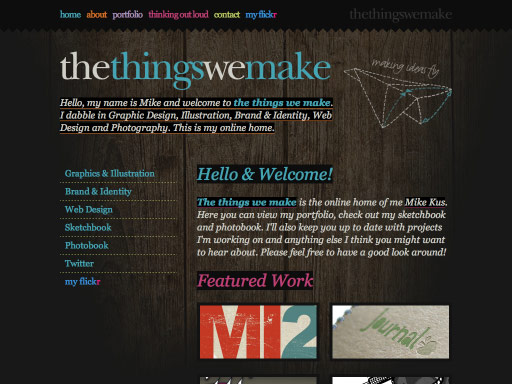 home about portfolio thinking out loud contact my flickr
thethingswemake
thethingswemake
making ideas fly
Hello, my name is Mike and welcome to the things we make.
I dabble in Graphic Design, Illustration, Brand & Identity, Web
Design and Photography. This is my online home.
Graphics & Illustration
Brand & Identity
Web Design
Sketchbook
Photobook
Twitter
my flickr
Hello & Welcome!
The things we make is the online home of me Mike Kus.
Here you can view my portfolio, check out my sketchbook
and photobook. I'll also keep you up to date with projects
I'm working on and anything else I think you might want
to hear about. Please feel free to have a good look around!
Featured Work
MI2
Journal